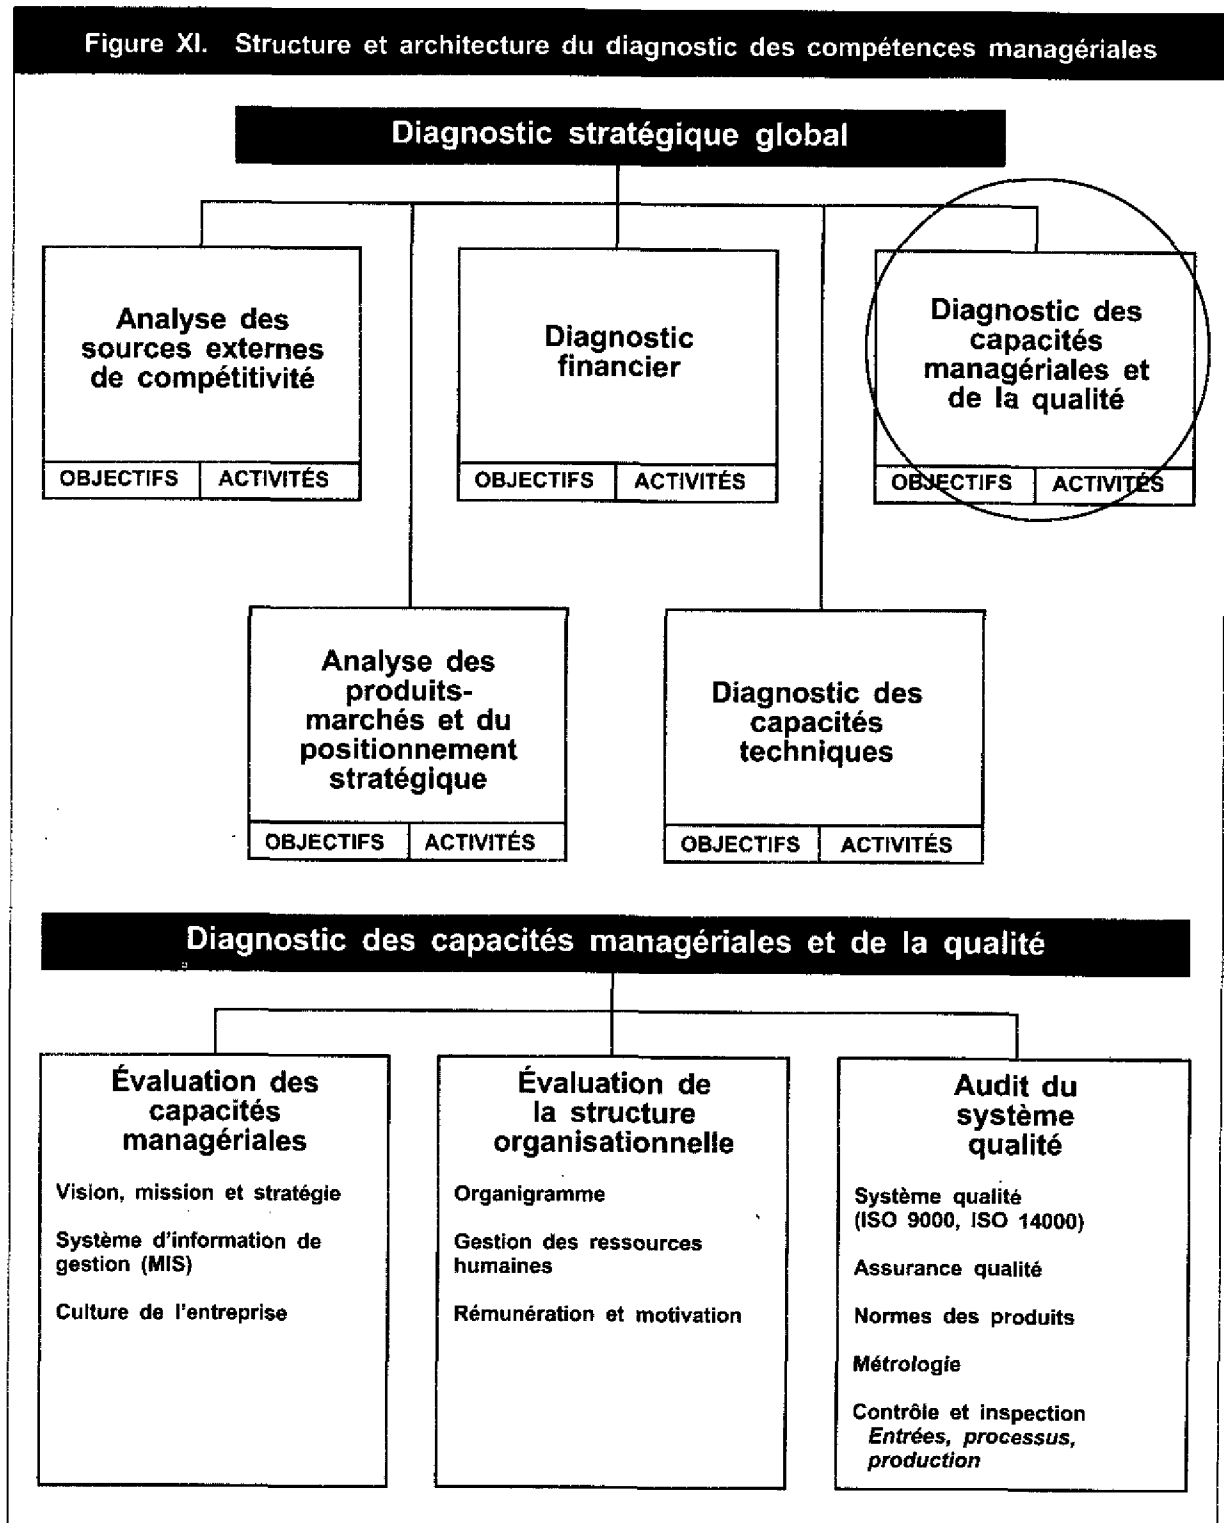 Figure XI. Structure et architecture du diagnostic des compétences managériales
Diagnostic stratégique global
Analyse des
sources externes
de compétitivité
OBJECTIFS ACTIVITÉS
Diagnostic
financier
OBJECTIFS ACTIVITÉS
Diagnostic des
capacités
managériales et
de la qualité
OBJECTIFS ACTIVITÉS
Analyse des
produits-
marchés et du
positionnement
stratégique
OBJECTIFS ACTIVITÉS
Diagnostic des
capacités
techniques
OBJECTIFS ACTIVITÉS
Diagnostic des capacités managériales et de la qualité
Évaluation des
capacités
managériales
Vision, mission et stratégie
Système d'information de
gestion (MIS)
Culture de l'entreprise
Évaluation de
la structure
organisationnelle
Organigramme
Gestion des ressources
humaines
Rémunération et motivation
Audit du
système
qualité
Système qualité
(ISO 9000, ISO 14000)
Assurance qualité
Normes des produits
Métrologie
Contrôle et inspection
Entrées, processus,
production